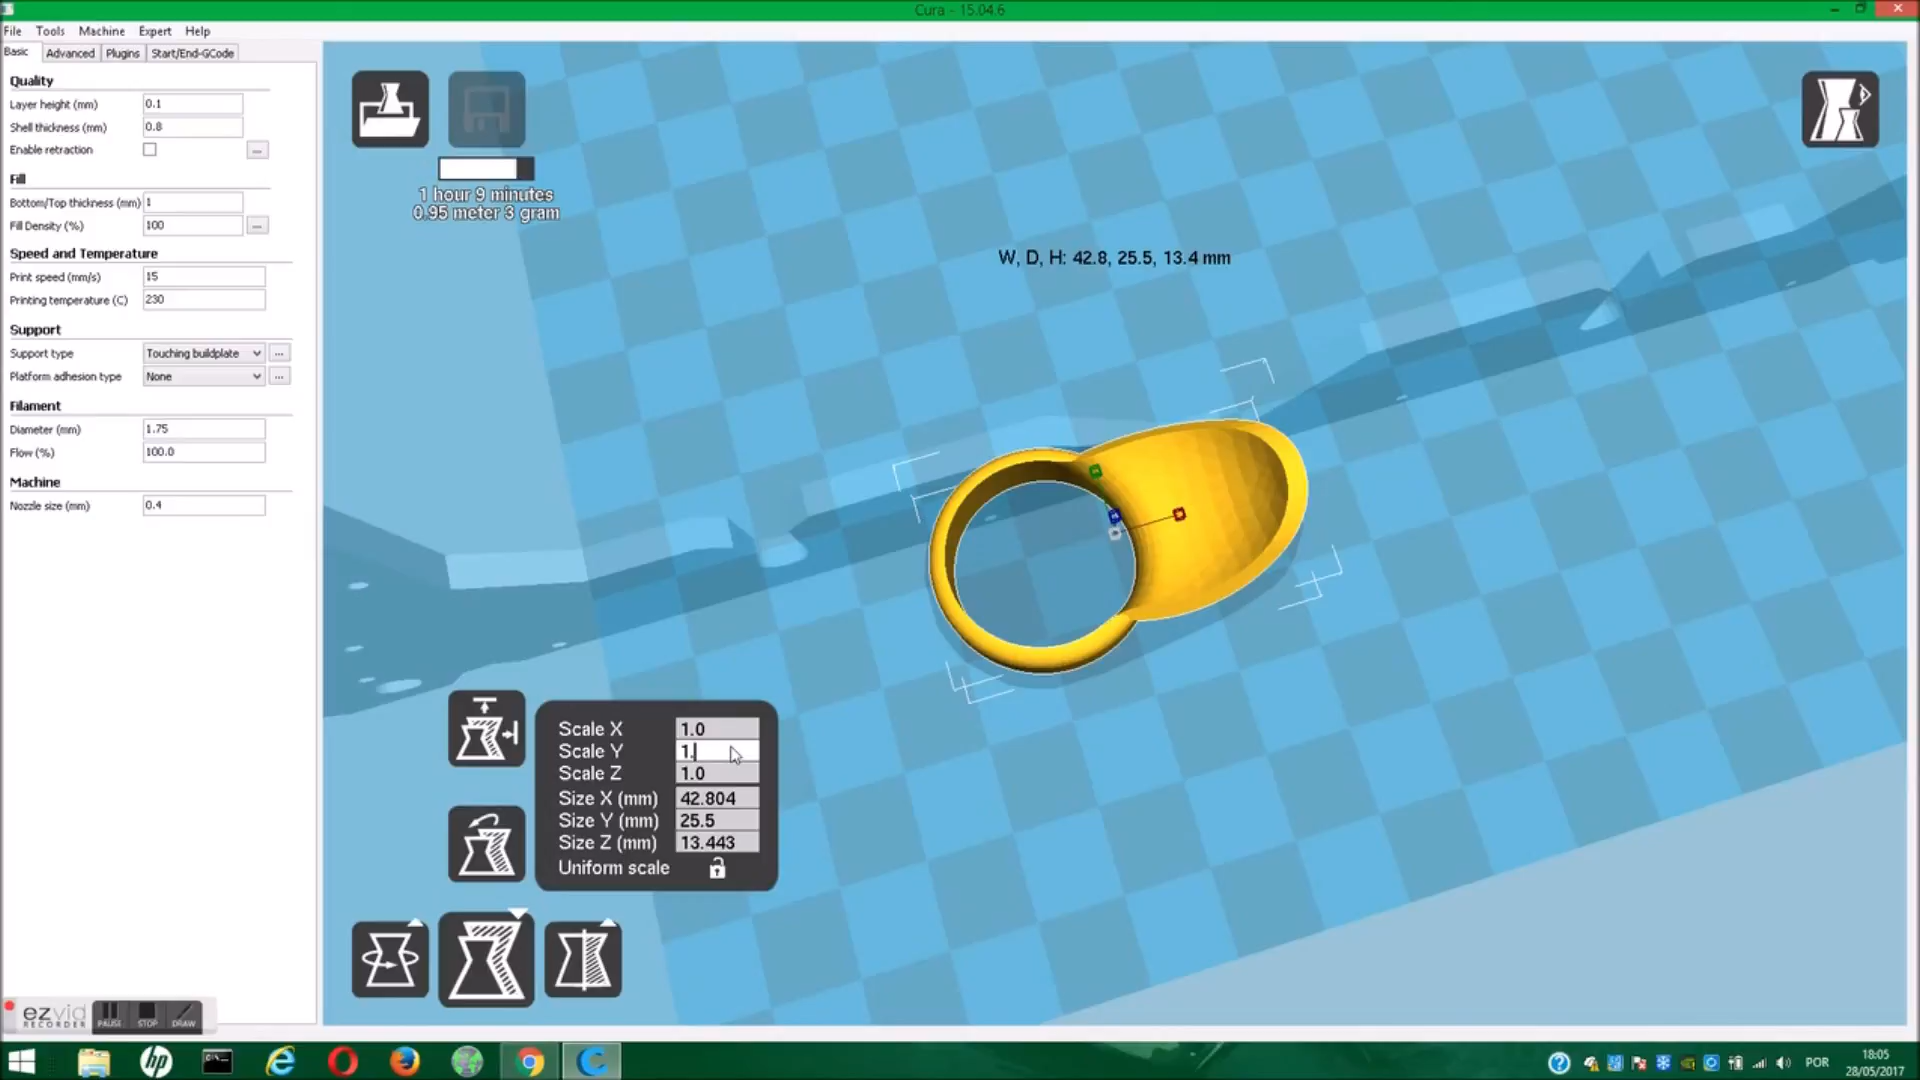 Cura - 15.04.6
File Tools Machine Expert Help
Basic Advanced Plugins Start/End-GCode
Quality
Layer height (mm) 0.1
Shell thickness (mm) 0.8
Enable retraction ...
Fill
Bottom/Top thickness (mm) 1
Fill Density (%) 100 ...
Speed and Temperature
Print speed (mm/s) 15
Printing temperature (C) 230
Support
Support type Touching buildplate ...
Platform adhesion type None ...
Filament
Diameter (mm) 1.75
Flow (%) 100.0
Machine
Nozzle size (mm) 0.4
1 hour 9 minutes
0.95 meter 3 gram
W, D, H: 42.8, 25.5, 13.4 mm
Scale X 1.0
Scale Y 1.
Scale Z 1.0
Size X (mm) 42.804
Size Y (mm) 25.5
Size Z (mm) 13.443
Uniform scale
ezvid
RECORDER
PAUSE STOP DRAW
hp
POR
18:05
28/05/2017